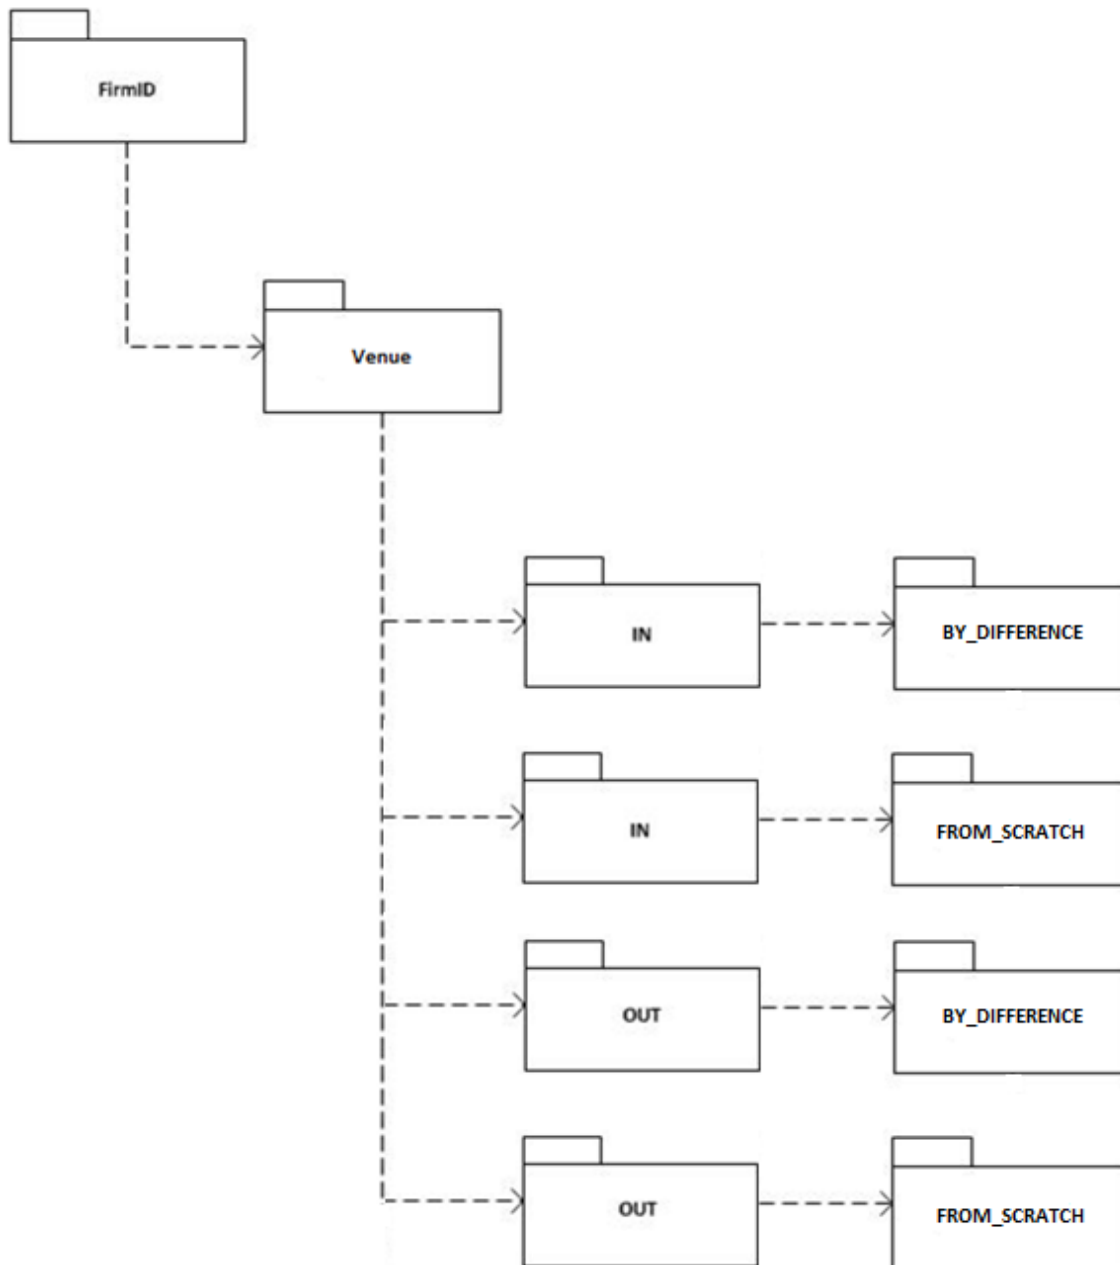 FirmID
Venue
IN
BY_DIFFERENCE
IN
FROM_SCRATCH
OUT
BY_DIFFERENCE
OUT
FROM_SCRATCH